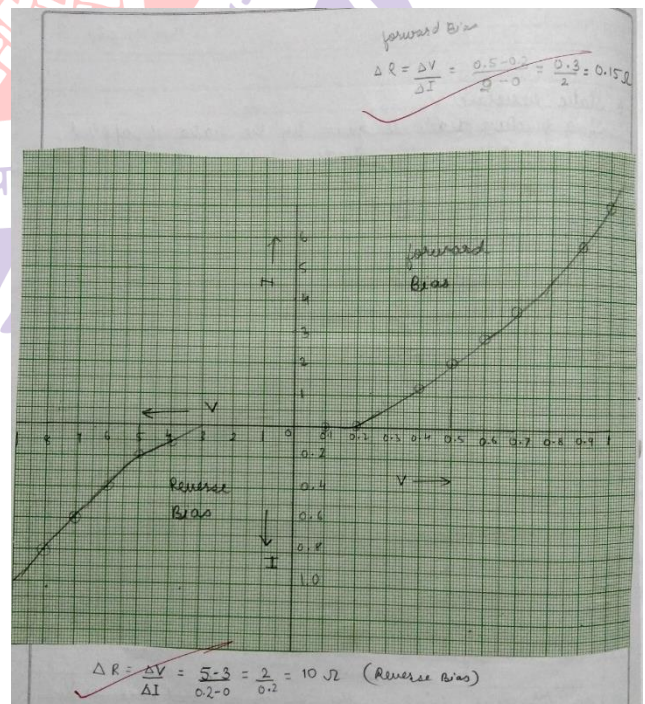 forward Bias
ΔR = ΔV/ΔI = 0.5-0.2/2-0 = 0.3/2 = 0.15Ω
6
↑
I
5
forward
Bias
4
3
2
1
← V
8 7 6 5 4 3 2 1 0 0.1 0.2 0.3 0.4 0.5 0.6 0.7 0.8 0.9 1
0.2
Reverse
Bias
0.4
V →
0.6
↓
I
0.8
1.0
ΔR = ΔV/ΔI = 5-3/0.2-0 = 2/0.2 = 10 Ω (Reverse Bias)